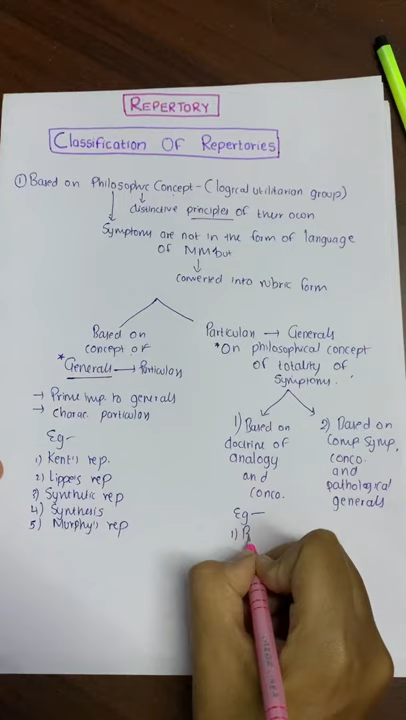 REPERTORY
Classification Of Repertories
① Based on Philosophic Concept - (logical utilitarian group)
distinctive principles of their ocon
Symptoms are not in the form of language
of MM but
converted into rubric form
Based on
concept of
*Generals → Particulars
→ Prime imp. to generals
→ charac. particulars
Eg-
1) Kent's rep.
2) Lippe's rep
3) Synthetic rep
4) Synthesis
5) Murphy's rep
Particulars → Generals
*On philosophical concept
of totality of
Symptoms.
1) Based on
doctrine of
analogy
and
conco.
Eg-
1) B
2) Based on
Comp Symp,
conco.
and
pathological
generals